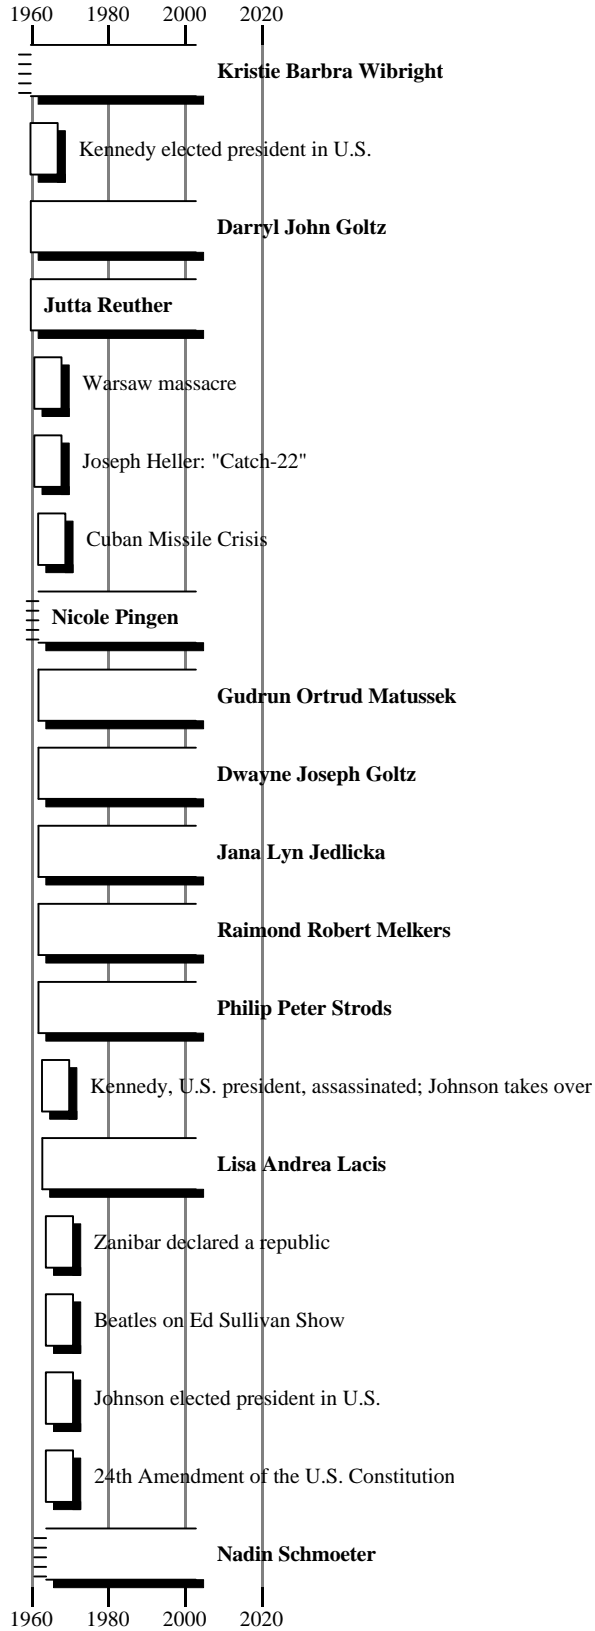 1960 1980 2000 2020
Kristie Barbra Wibright
Kennedy elected president in U.S.
Darryl John Goltz
Jutta Reuther
Warsaw massacre
Joseph Heller: "Catch-22"
Cuban Missile Crisis
Nicole Pingen
Gudrun Ortrud Matussek
Dwayne Joseph Goltz
Jana Lyn Jedlicka
Raimond Robert Melkers
Philip Peter Strods
Kennedy, U.S. president, assassinated; Johnson takes over
Lisa Andrea Lacis
Zanibar declared a republic
Beatles on Ed Sullivan Show
Johnson elected president in U.S.
24th Amendment of the U.S. Constitution
Nadin Schmoeter
1960 1980 2000 2020